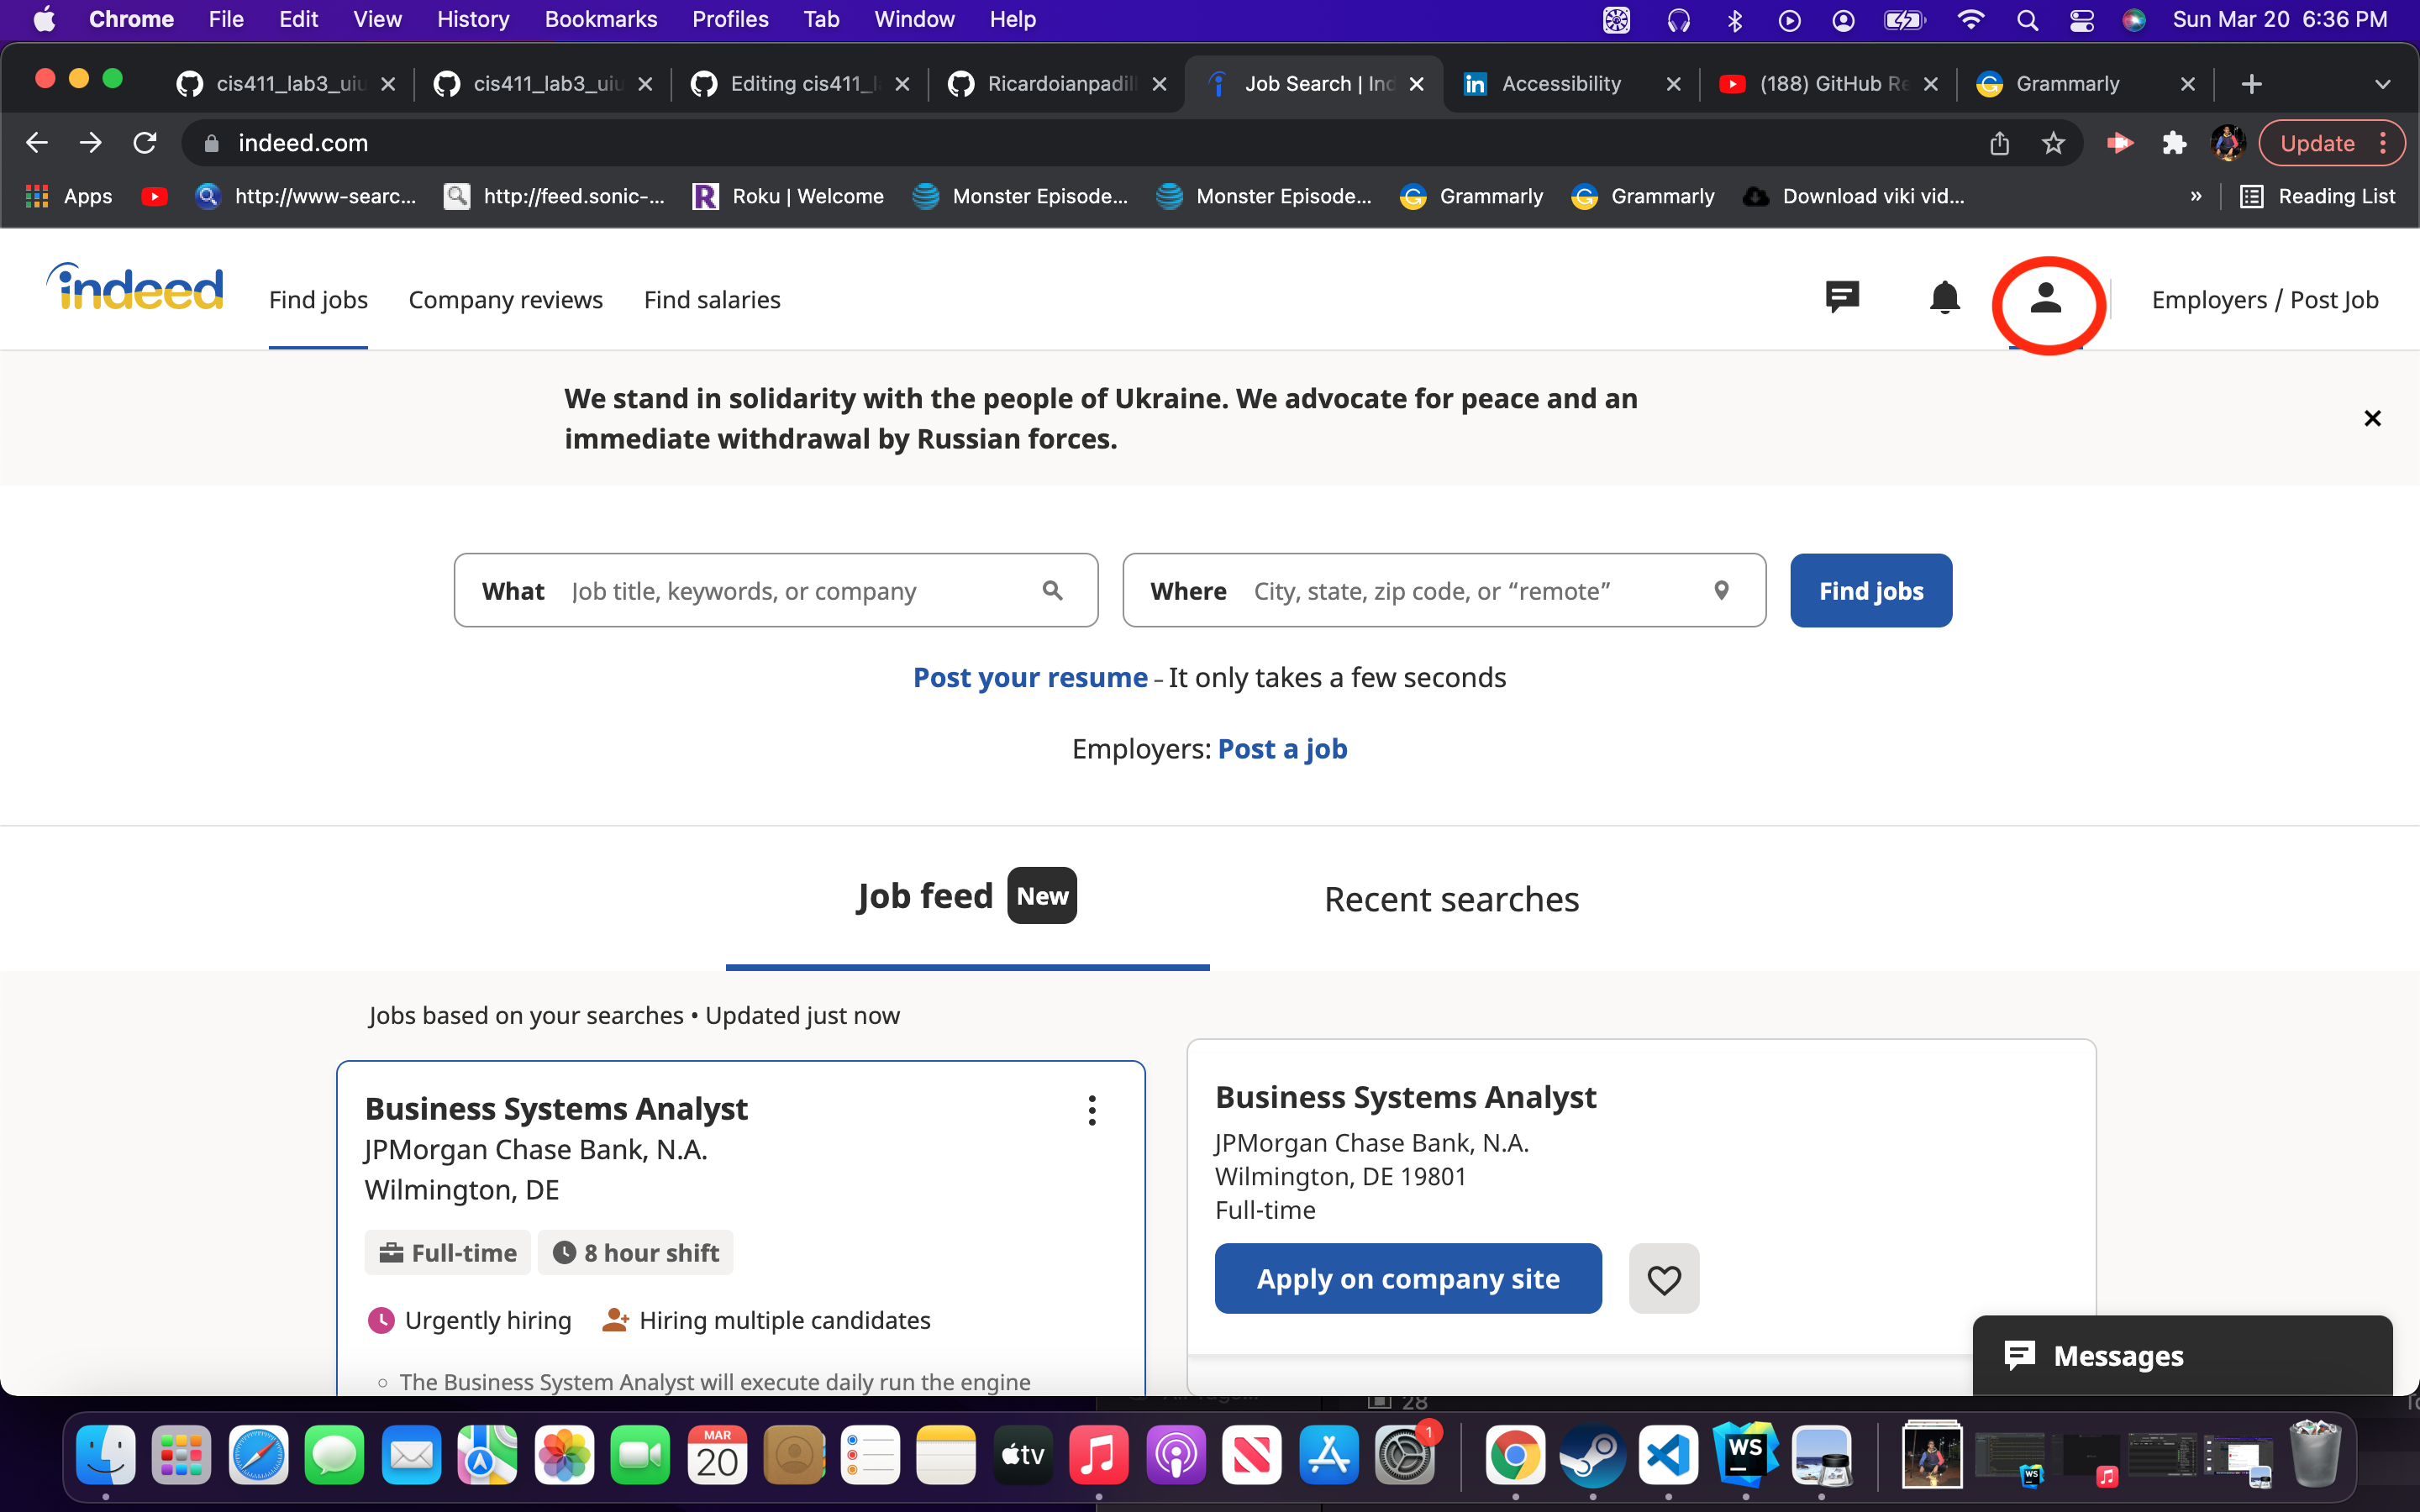 Chrome File Edit View History Bookmarks Profiles Tab Window Help Sun Mar 20 6:36 PM
cis411_lab3_uiu cis411_lab3_uiu Editing cis411_l Ricardoianpadill Job Search | Ind Accessibility (188) GitHub Re Grammarly
indeed.com Update
Apps http://www-searc... http://feed.sonic-... Roku | Welcome Monster Episode... Monster Episode... Grammarly Grammarly Download viki vid... » Reading List
indeed Find jobs Company reviews Find salaries Employers / Post Job
We stand in solidarity with the people of Ukraine. We advocate for peace and an
immediate withdrawal by Russian forces.
What Job title, keywords, or company Where City, state, zip code, or “remote” Find jobs
Post your resume - It only takes a few seconds
Employers: Post a job
Job feed New Recent searches
Jobs based on your searches • Updated just now
Business Systems Analyst
JPMorgan Chase Bank, N.A.
Wilmington, DE
Full-time 8 hour shift
Urgently hiring Hiring multiple candidates
The Business System Analyst will execute daily run the engine
Business Systems Analyst
JPMorgan Chase Bank, N.A.
Wilmington, DE 19801
Full-time
Apply on company site
Messages
28
MAR
20
tv
1
WS